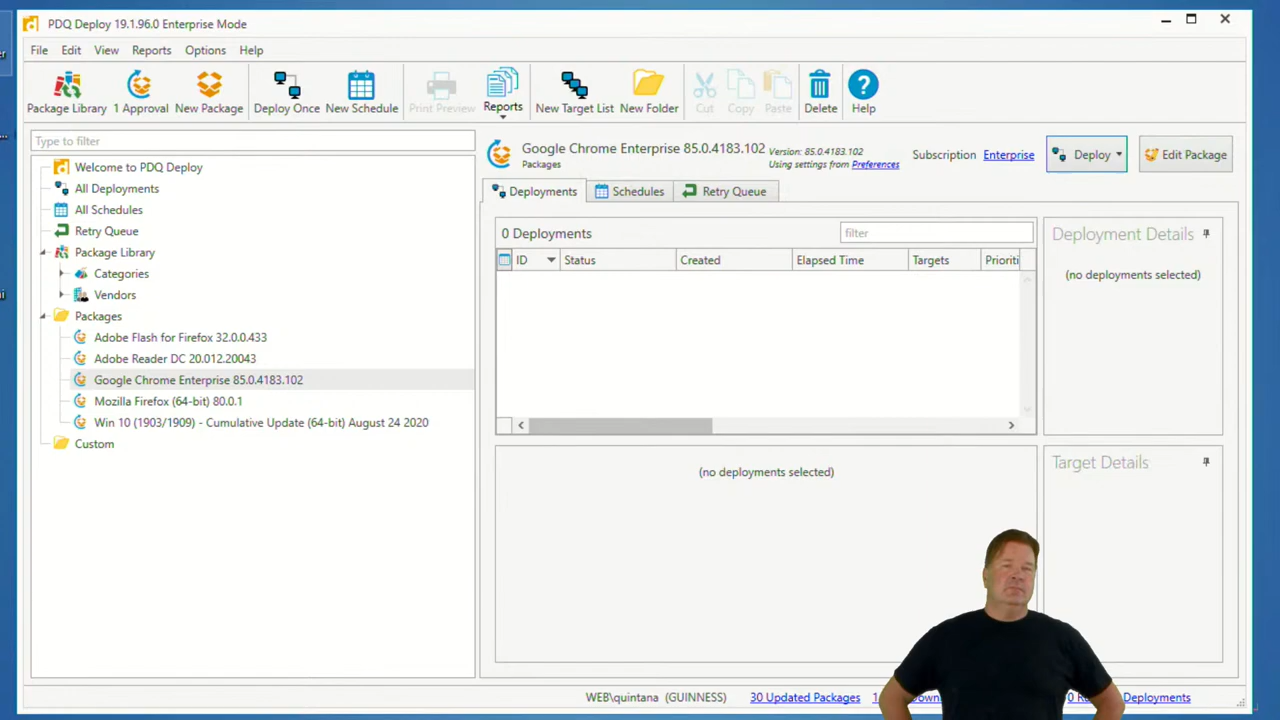 PDQ Deploy 19.1.96.0 Enterprise Mode
File Edit View Reports Options Help
Package Library 1 Approval New Package Deploy Once New Schedule Print Preview Reports New Target List New Folder Cut Copy Paste Delete Help
Type to filter
Welcome to PDQ Deploy
All Deployments
All Schedules
Retry Queue
Package Library
Categories
Vendors
Packages
Adobe Flash for Firefox 32.0.0.433
Adobe Reader DC 20.012.20043
Google Chrome Enterprise 85.0.4183.102
Mozilla Firefox (64-bit) 80.0.1
Win 10 (1903/1909) - Cumulative Update (64-bit) August 24 2020
Custom
Google Chrome Enterprise 85.0.4183.102 Version: 85.0.4183.102
Packages Using settings from Preferences
Subscription Enterprise Deploy Edit Package
Deployments Schedules Retry Queue
0 Deployments filter
ID Status Created Elapsed Time Targets Prioriti
(no deployments selected)
Deployment Details
(no deployments selected)
Target Details
WEB\quintana (GUINNESS) 30 Updated Packages Deployments